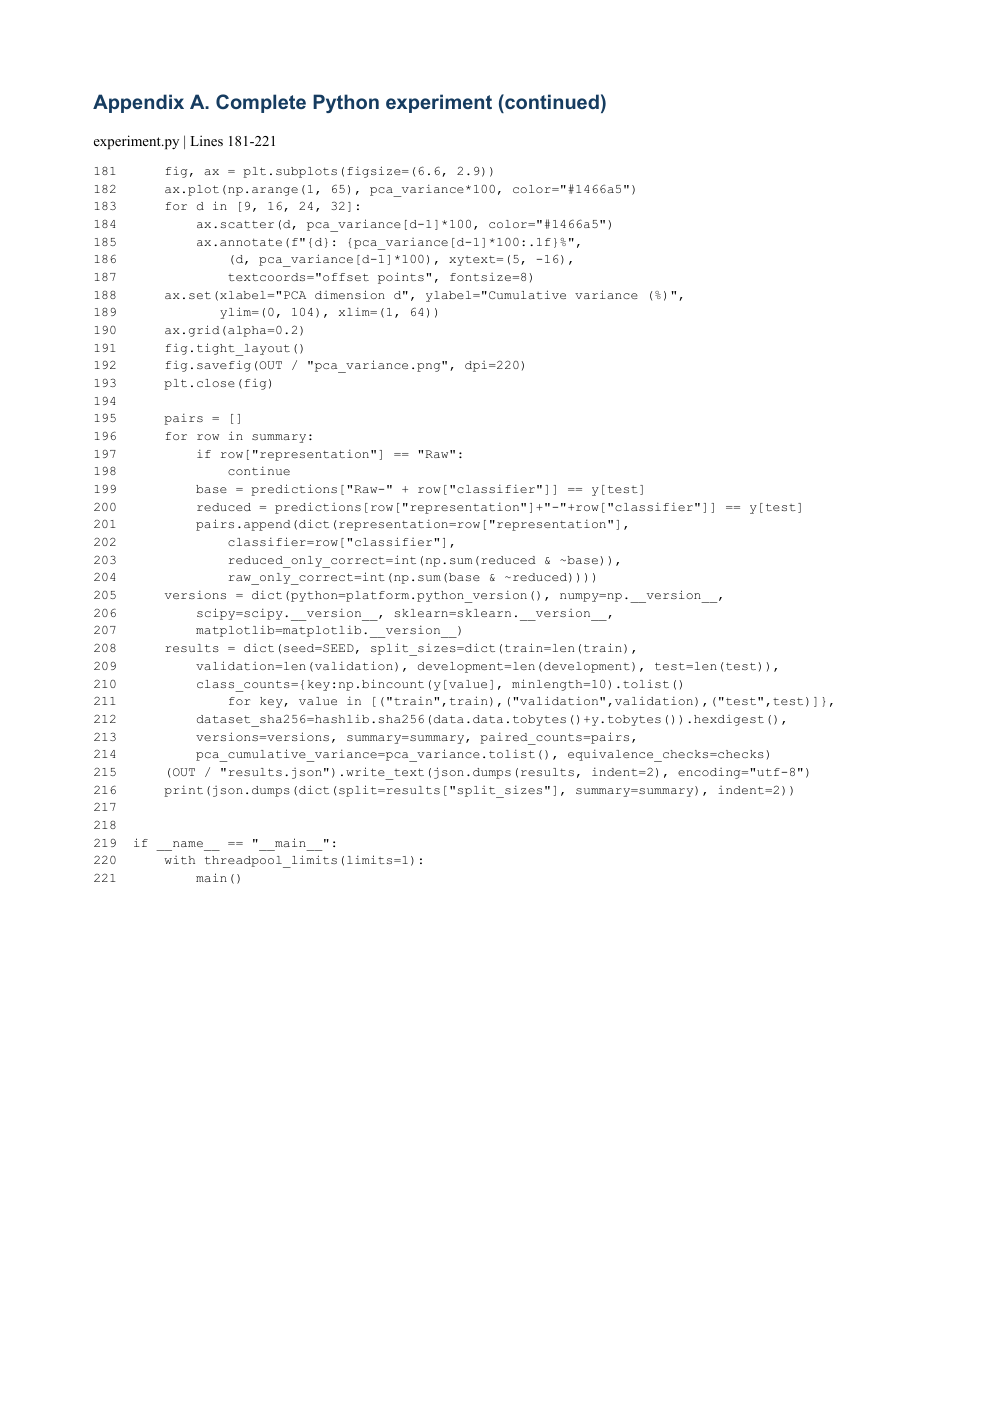 Appendix A. Complete Python experiment (continued)
experiment.py | Lines 181-221
181      fig, ax = plt.subplots(figsize=(6.6, 2.9))
182      ax.plot(np.arange(1, 65), pca_variance*100, color="#1466a5")
183      for d in [9, 16, 24, 32]:
184          ax.scatter(d, pca_variance[d-1]*100, color="#1466a5")
185          ax.annotate(f"{d}: {pca_variance[d-1]*100:.1f}%",
186              (d, pca_variance[d-1]*100), xytext=(5, -16),
187              textcoords="offset points", fontsize=8)
188      ax.set(xlabel="PCA dimension d", ylabel="Cumulative variance (%)",
189             ylim=(0, 104), xlim=(1, 64))
190      ax.grid(alpha=0.2)
191      fig.tight_layout()
192      fig.savefig(OUT / "pca_variance.png", dpi=220)
193      plt.close(fig)
194
195      pairs = []
196      for row in summary:
197          if row["representation"] == "Raw":
198              continue
199          base = predictions["Raw-" + row["classifier"]] == y[test]
200          reduced = predictions[row["representation"]+"-"+row["classifier"]] == y[test]
201          pairs.append(dict(representation=row["representation"],
202              classifier=row["classifier"],
203              reduced_only_correct=int(np.sum(reduced & ~base)),
204              raw_only_correct=int(np.sum(base & ~reduced))))
205      versions = dict(python=platform.python_version(), numpy=np.__version__,
206          scipy=scipy.__version__, sklearn=sklearn.__version__,
207          matplotlib=matplotlib.__version__)
208      results = dict(seed=SEED, split_sizes=dict(train=len(train),
209          validation=len(validation), development=len(development), test=len(test)),
210          class_counts={key:np.bincount(y[value], minlength=10).tolist()
211              for key, value in [("train",train),("validation",validation),("test",test)]},
212          dataset_sha256=hashlib.sha256(data.data.tobytes()+y.tobytes()).hexdigest(),
213          versions=versions, summary=summary, paired_counts=pairs,
214          pca_cumulative_variance=pca_variance.tolist(), equivalence_checks=checks)
215      (OUT / "results.json").write_text(json.dumps(results, indent=2), encoding="utf-8")
216      print(json.dumps(dict(split=results["split_sizes"], summary=summary), indent=2))
217
218
219  if __name__ == "__main__":
220      with threadpool_limits(limits=1):
221          main()